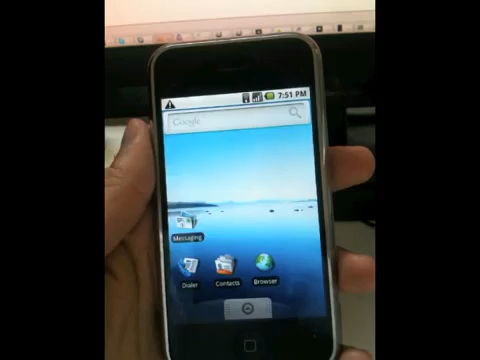 7:51 PM
Google
Messaging
Dialer
Contacts
Browser